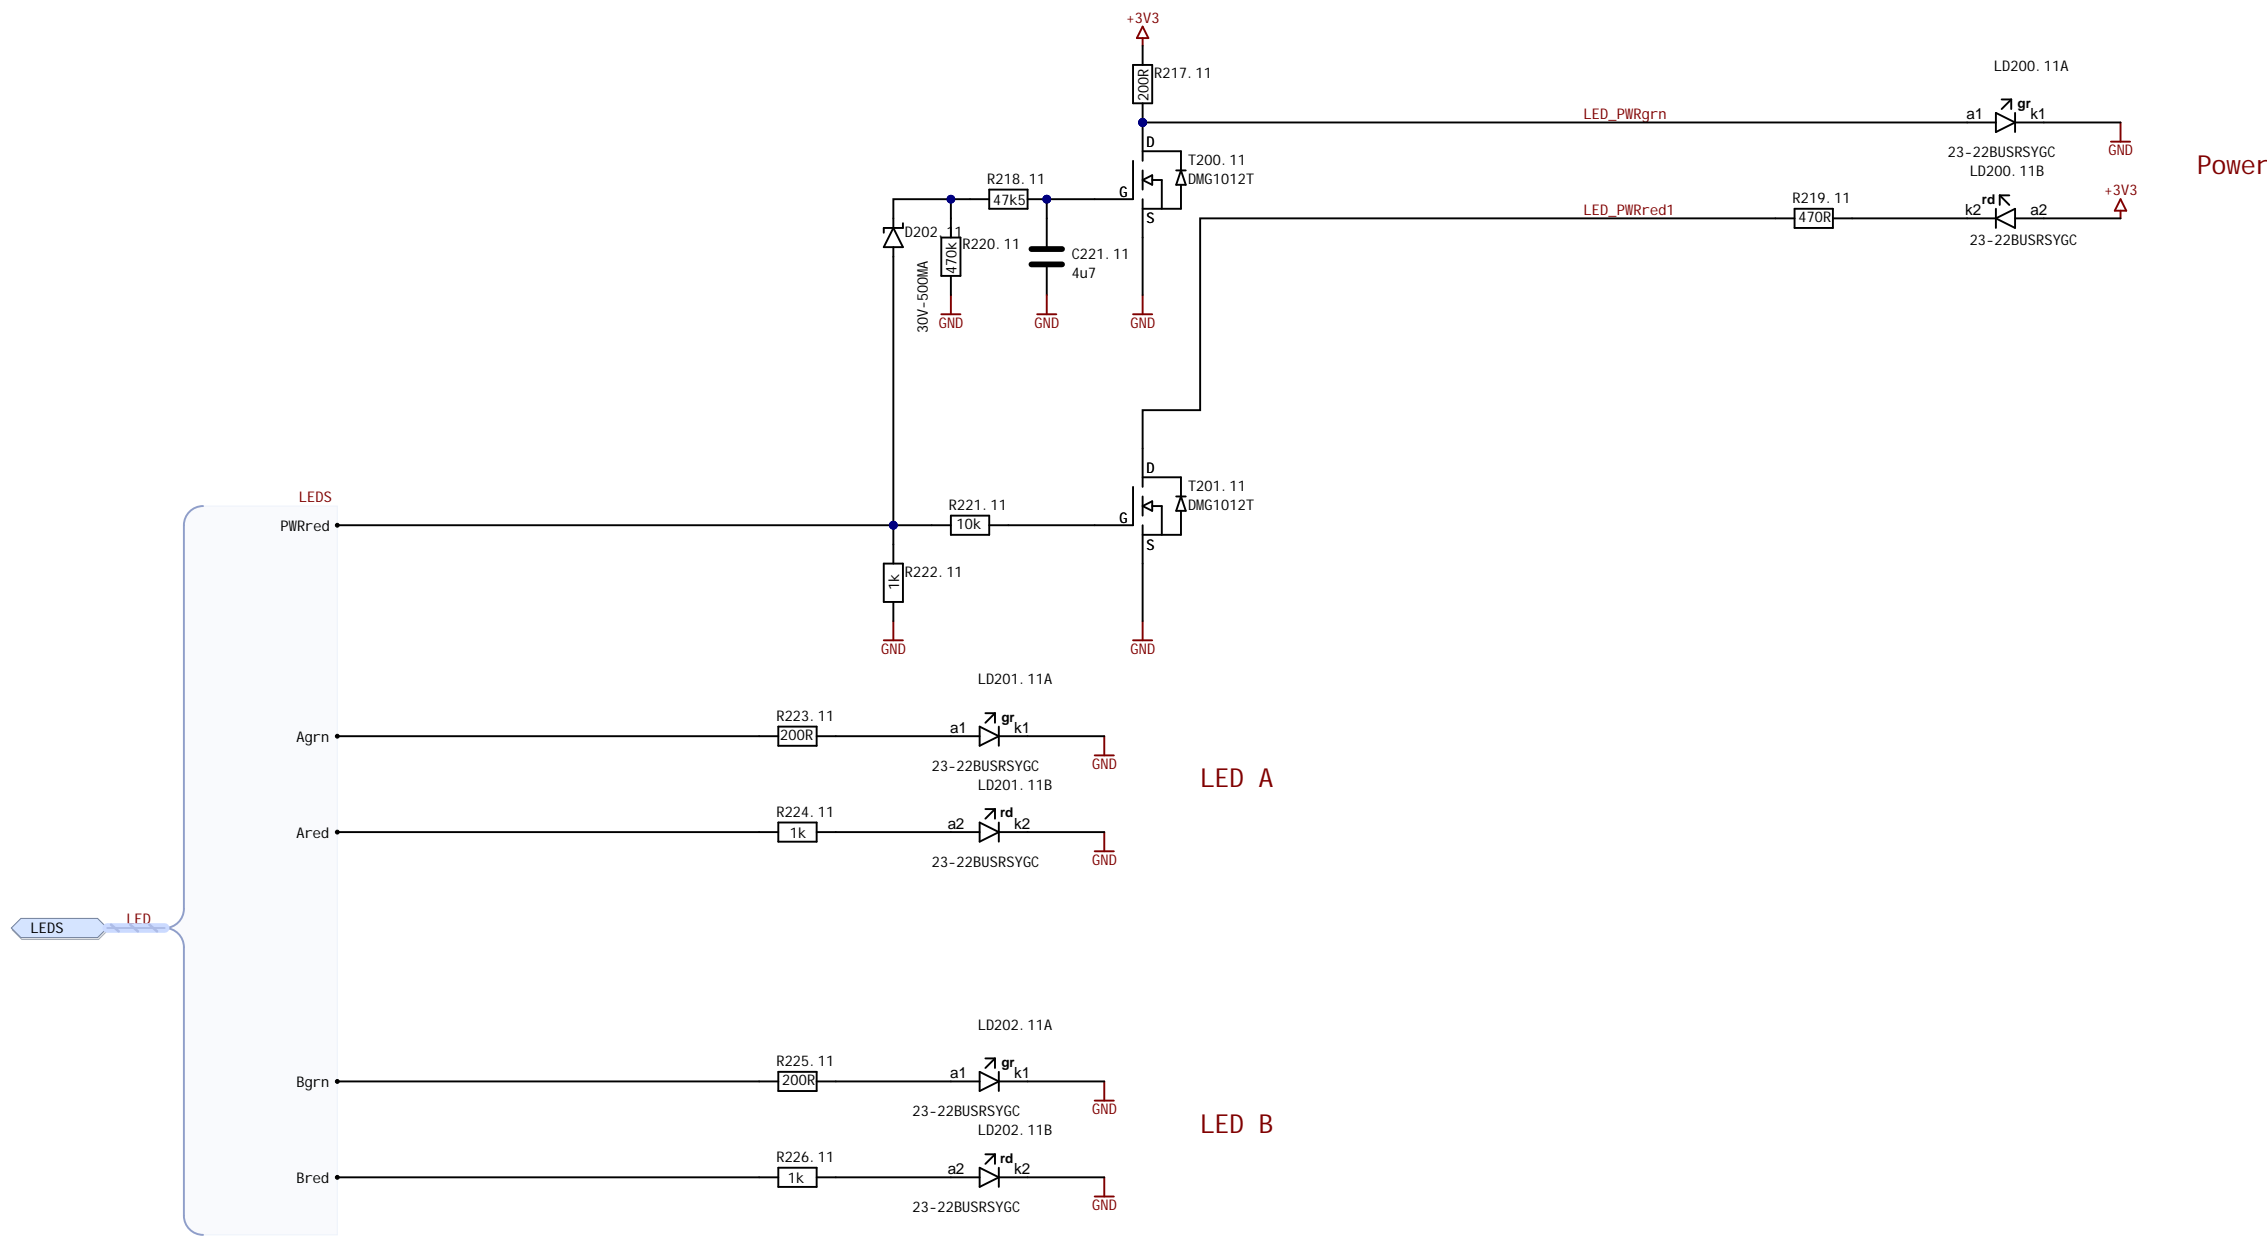 +3V3
R217.11
200R
LD200.11A
LED_PWRgrn
a1
gr
k1
GND
23-22BUSRSYGC
LD200.11B
Power
D
T200.11
DMG1012T
G
S
R218.11
47k5
D202.11
30V-500MA
R220.11
470k
C221.11
4u7
GND
GND
GND
LED_PWRred1
R219.11
470R
k2
rd
a2
+3V3
23-22BUSRSYGC
D
T201.11
DMG1012T
G
S
LEDS
PWRred
R221.11
10k
R222.11
1k
GND
GND
LD201.11A
Agrn
R223.11
200R
a1
gr
k1
GND
23-22BUSRSYGC
LD201.11B
LED A
Ared
R224.11
1k
a2
rd
k2
GND
23-22BUSRSYGC
LEDS
LED
LD202.11A
Bgrn
R225.11
200R
a1
gr
k1
GND
23-22BUSRSYGC
LD202.11B
LED B
Bred
R226.11
1k
a2
rd
k2
GND
23-22BUSRSYGC